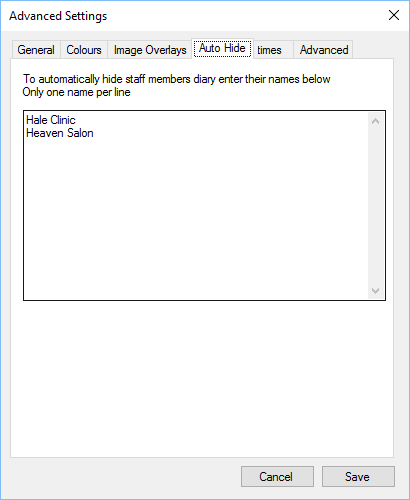 Advanced Settings
General Colours Image Overlays Auto Hide times Advanced
To automatically hide staff members diary enter their names below
Only one name per line
Hale Clinic
Heaven Salon
Cancel Save